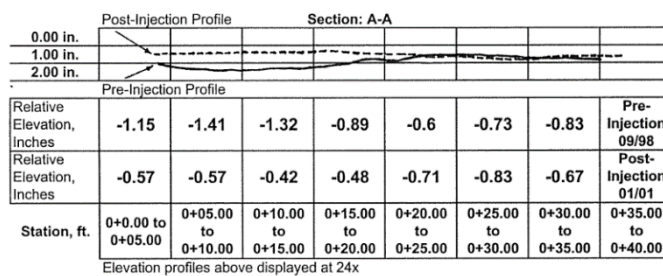 Post-Injection Profile Section: A-A
0.00 in.
1.00 in.
2.00 in.
Pre-Injection Profile
Relative Elevation, Inches -1.15 -1.41 -1.32 -0.89 -0.6 -0.73 -0.83 Pre-Injection 09/98
Relative Elevation, Inches -0.57 -0.57 -0.42 -0.48 -0.71 -0.83 -0.67 Post-Injection 01/01
Station, ft. 0+0.00 to 0+05.00 0+05.00 to 0+10.00 0+10.00 to 0+15.00 0+15.00 to 0+20.00 0+20.00 to 0+25.00 0+25.00 to 0+30.00 0+30.00 to 0+35.00 0+35.00 to 0+40.00
Elevation profiles above displayed at 24x